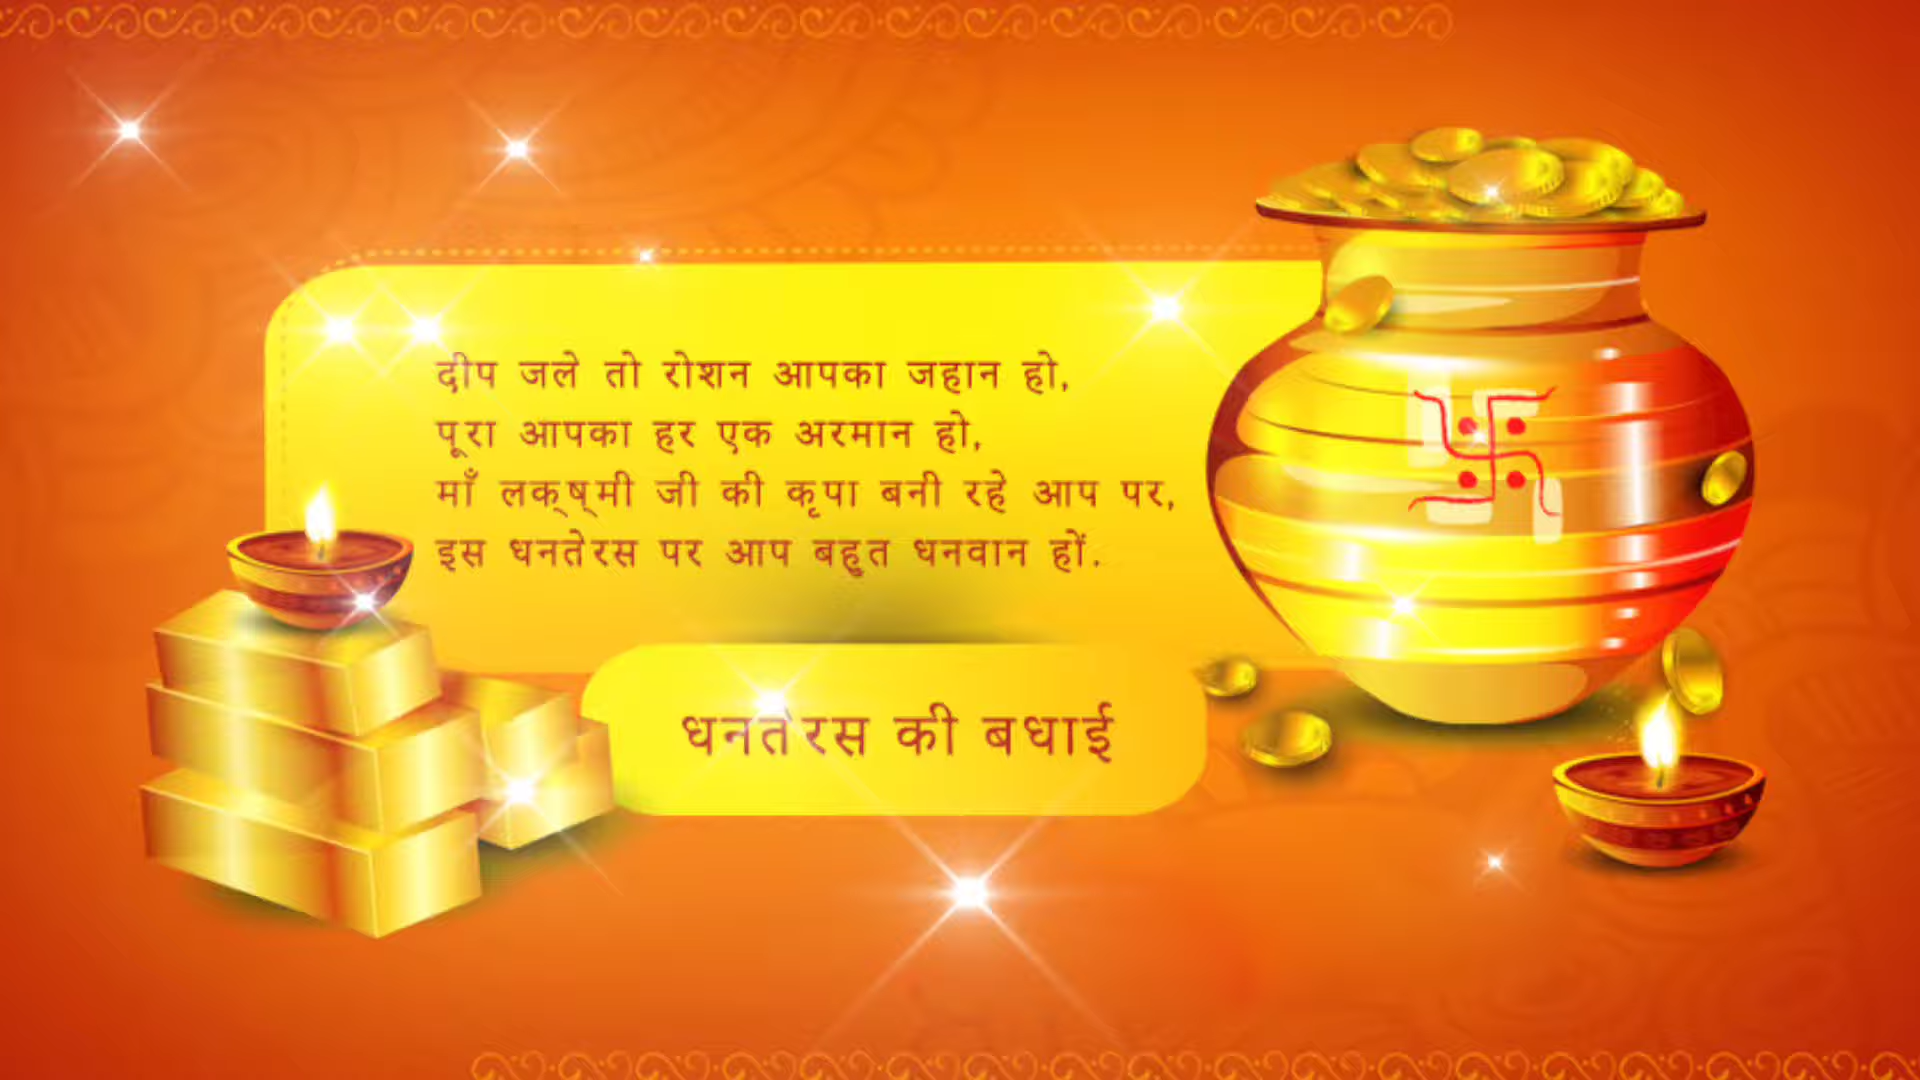 दीप जले तो रोशन आपका जहान हो,
पूरा आपका हर एक अरमान हो,
माँ लक्ष्मी जी की कृपा बनी रहे आप पर,
इस धनतेरस पर आप बहुत धनवान हों.
धनतेरस की बधाई